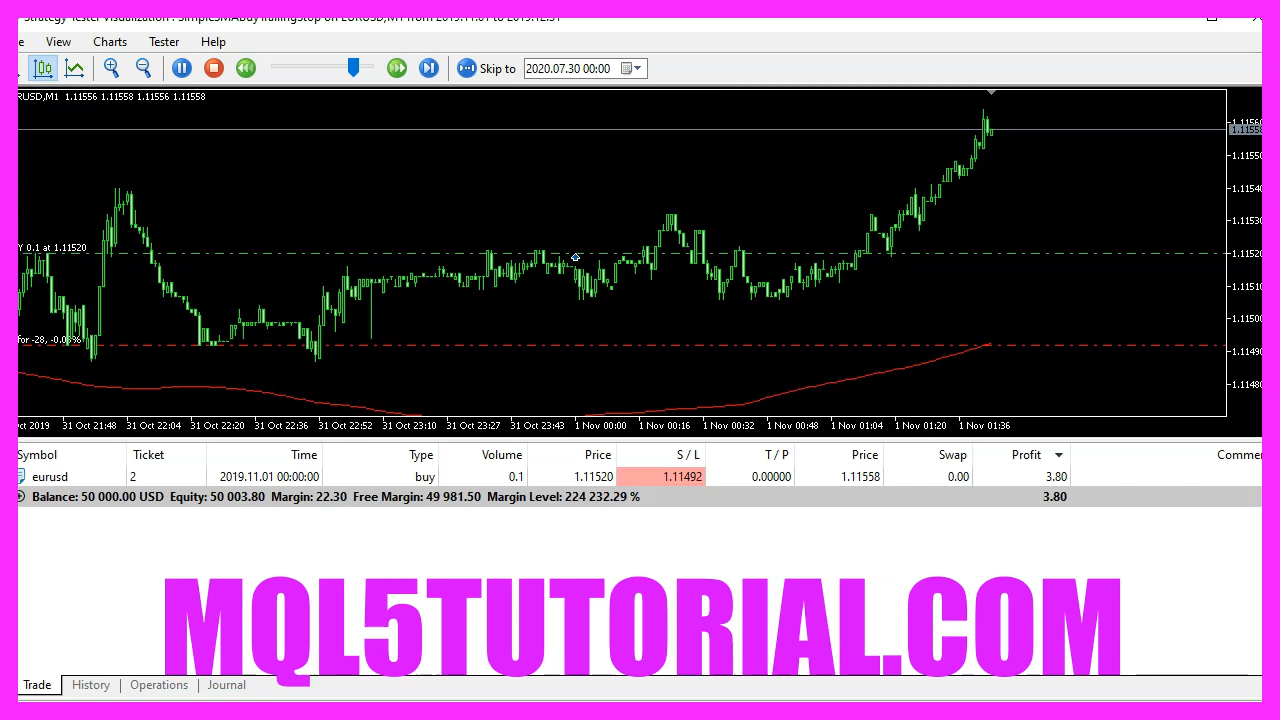 Strategy Tester Visualization : SimpleSMABuyTrailingStop on EURUSD,M1 from 2019.11.01 to 2019.12.31
e View Charts Tester Help
Skip to 2020.07.30 00:00
RUSD,M1 1.11556 1.11558 1.11556 1.11558
1.11560
1.11558
1.11550
1.11540
1.11530
Y 0.1 at 1.11520
1.11520
1.11510
1.11500
for -28, -0.06%
1.11490
1.11480
ct 2019 31 Oct 21:48 31 Oct 22:04 31 Oct 22:20 31 Oct 22:36 31 Oct 22:52 31 Oct 23:10 31 Oct 23:27 31 Oct 23:43 1 Nov 00:00 1 Nov 00:16 1 Nov 00:32 1 Nov 00:48 1 Nov 01:04 1 Nov 01:20 1 Nov 01:36
Symbol Ticket Time Type Volume Price S / L T / P Price Swap Profit Commer
eurusd 2 2019.11.01 00:00:00 buy 0.1 1.11520 1.11492 0.00000 1.11558 0.00 3.80
Balance: 50 000.00 USD Equity: 50 003.80 Margin: 22.30 Free Margin: 49 981.50 Margin Level: 224 232.29 % 3.80
MQL5TUTORIAL.COM
Trade History Operations Journal